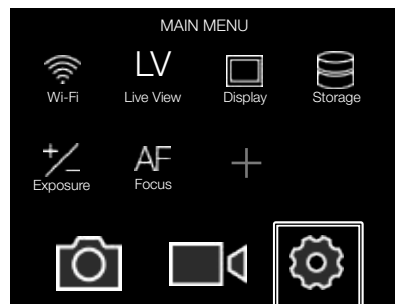 MAIN MENU
LV
Wi-Fi Live View Display Storage
AF
Exposure Focus